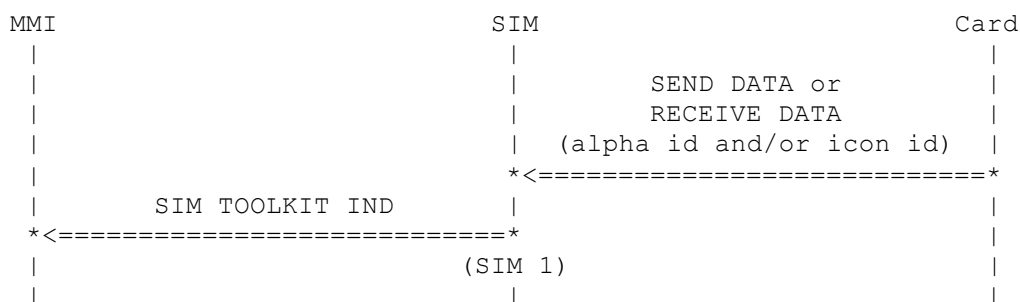 MMI SIM Card
| | |
| | SEND DATA or |
| | RECEIVE DATA |
| | (alpha id and/or icon id) |
| *<============================*
| SIM TOOLKIT IND | |
*<============================* |
| (SIM 1) |
| | |